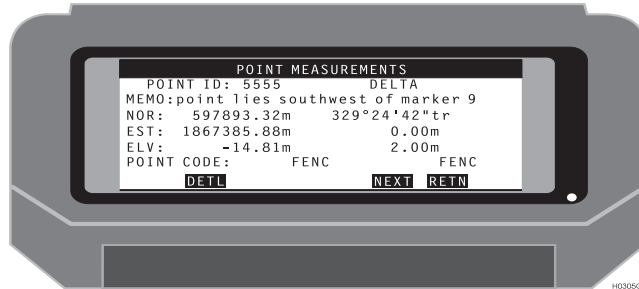 POINT MEASUREMENTS
POINT ID: 5555 DELTA
MEMO:point lies southwest of marker 9
NOR: 597893.32m 329°24'42"tr
EST: 1867385.88m 0.00m
ELV: -14.81m 2.00m
POINT CODE: FENC FENC
DETL NEXT RETN